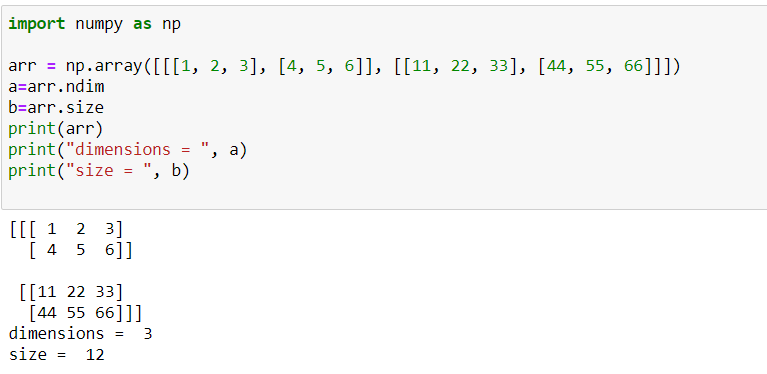 import numpy as np
arr = np.array([[[1, 2, 3], [4, 5, 6]], [[11, 22, 33], [44, 55, 66]]])
a=arr.ndim
b=arr.size
print(arr)
print("dimensions = ", a)
print("size = ", b)
[[[ 1  2  3]
  [ 4  5  6]]
 [[11 22 33]
  [44 55 66]]]
dimensions =  3
size =  12